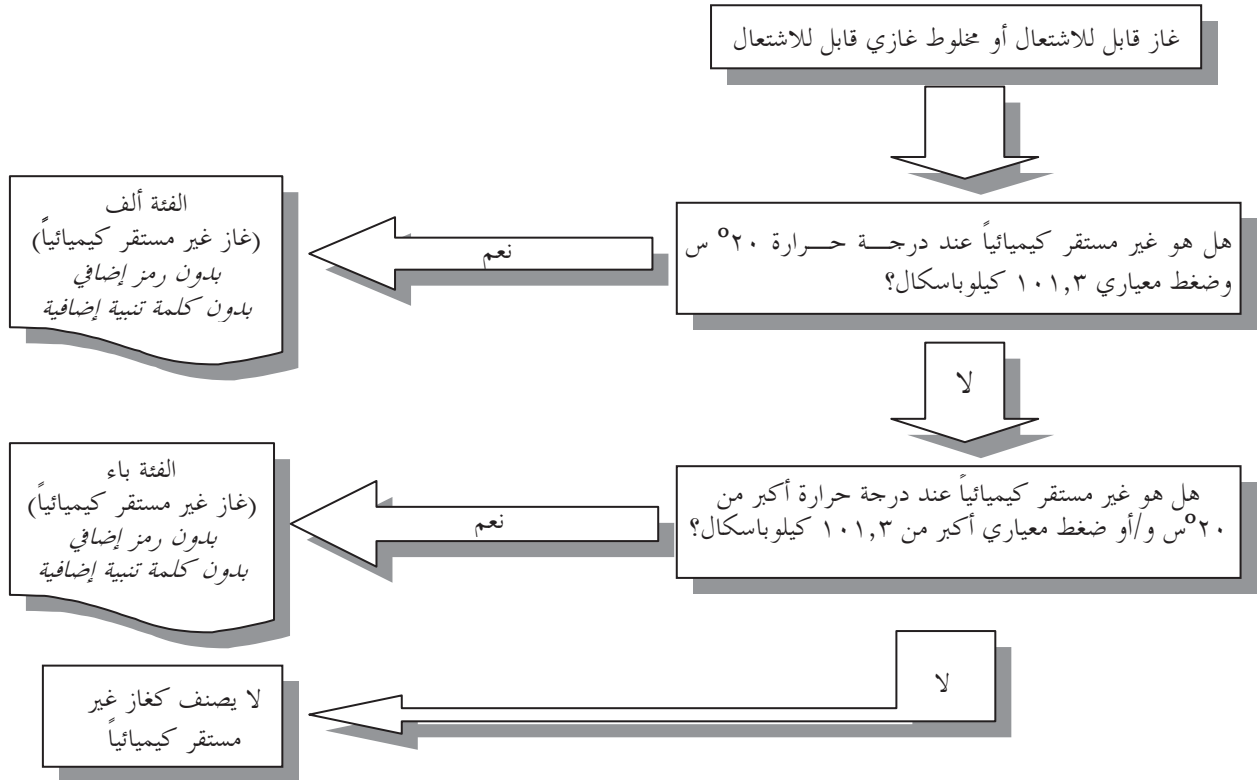 غاز قابل للاشتعال أو مخلوط غازي قابل للاشتعال
هل هو غير مستقر كيميائياً عند درجـــة حـــرارة ٢٠° س
وضغط معياري ١٠١,٣ كيلوباسكال؟
نعم
الفئة ألف
(غاز غير مستقر كيميائياً)
بدون رمز إضافي
بدون كلمة تنبية إضافية
لا
هل هو غير مستقر كيميائياً عند درجة حرارة أكبر من
٢٠°س و/أو ضغط معياري أكبر من ١٠١,٣ كيلوباسكال؟
نعم
الفئة باء
(غاز غير مستقر كيميائياً)
بدون رمز إضافي
بدون كلمة تنبية إضافية
لا
لا يصنف كغاز غير
مستقر كيميائياً